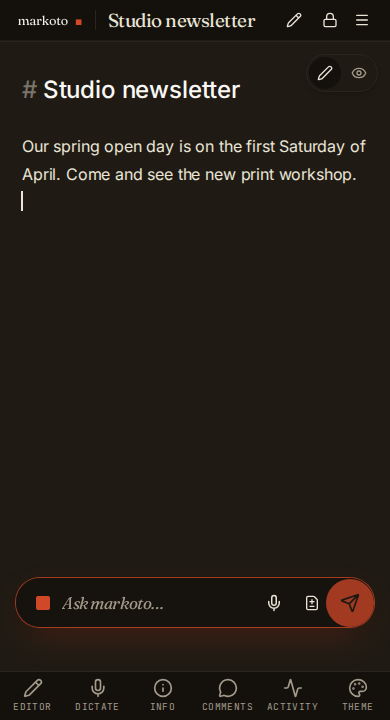 markoto
Studio newsletter
# Studio newsletter
Our spring open day is on the first Saturday of
April. Come and see the new print workshop.
Ask markoto...
EDITOR
DICTATE
INFO
COMMENTS
ACTIVITY
THEME